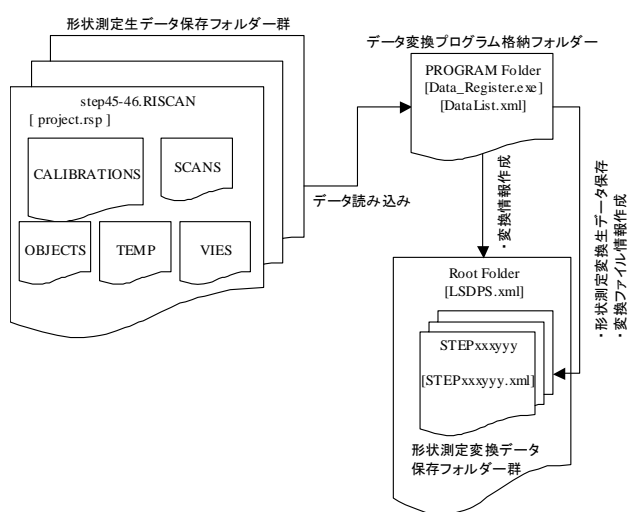 形状測定生データ保存フォルダー群
step45-46.RISCAN
[ project.rsp ]
CALIBRATIONS
SCANS
OBJECTS
TEMP
VIES
データ読み込み
データ変換プログラム格納フォルダー
PROGRAM Folder
[Data_Register.exe]
[DataList.xml]
・変換情報作成
・形状測定変換生データ保存
・変換ファイル情報作成
Root Folder
[LSDPS.xml]
STEPxxxyyy
[STEPxxxyyy.xml]
形状測定変換データ
保存フォルダー群